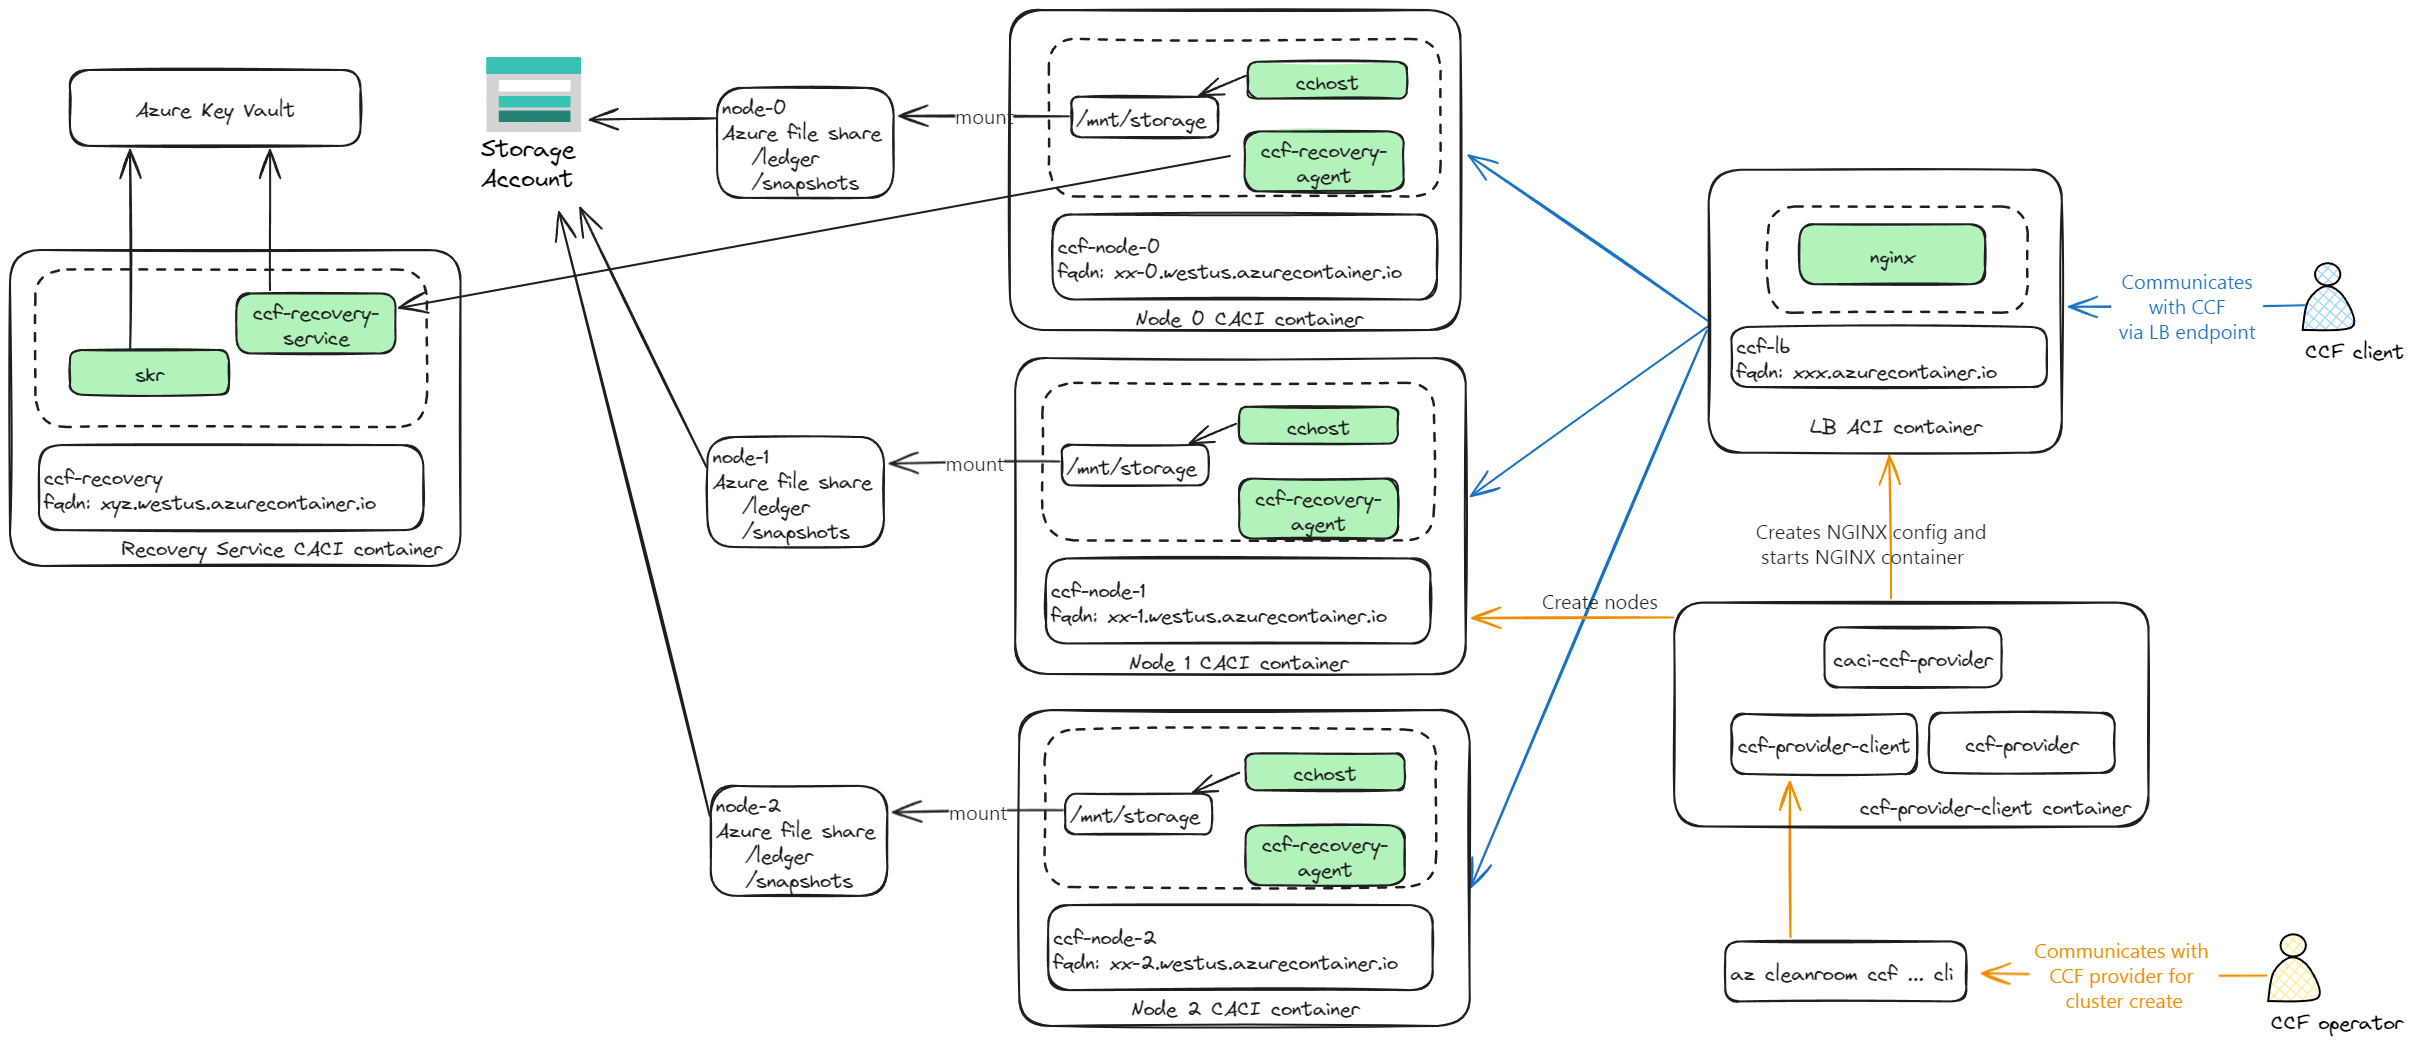 Azure Key Vault
ccf-recovery-
service
skr
ccf-recovery
fqdn: xyz.westus.azurecontainer.io
Recovery Service CACI container
Storage
Account
node-0
Azure file share
/ledger
/snapshots
mount
/mnt/storage
cchost
ccf-recovery-
agent
ccf-node-0
fqdn: xx-0.westus.azurecontainer.io
Node 0 CACI container
node-1
Azure file share
/ledger
/snapshots
mount
/mnt/storage
cchost
ccf-recovery-
agent
ccf-node-1
fqdn: xx-1.westus.azurecontainer.io
Node 1 CACI container
node-2
Azure file share
/ledger
/snapshots
mount
/mnt/storage
cchost
ccf-recovery-
agent
ccf-node-2
fqdn: xx-2.westus.azurecontainer.io
Node 2 CACI container
nginx
ccf-lb
fqdn: xxx.azurecontainer.io
LB ACI container
Communicates
with CCF
via LB endpoint
CCF client
Creates NGINX config and
starts NGINX container
Create nodes
caci-ccf-provider
ccf-provider-client
ccf-provider
ccf-provider-client container
az cleanroom ccf ... cli
Communicates with
CCF provider for
cluster create
CCF operator